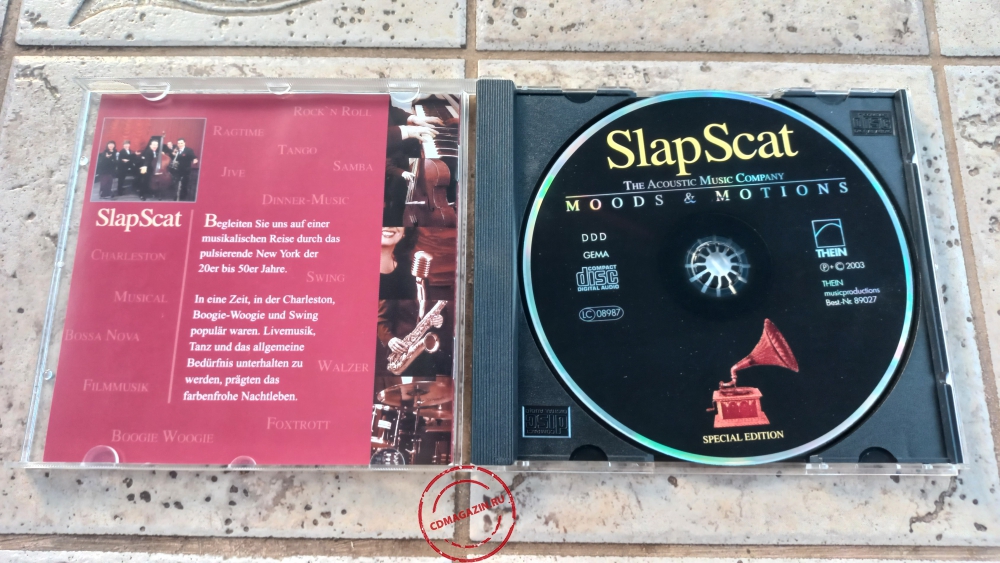 Rock'n Roll
Ragtime
Tango
Samba
Jive
Dinner-Music
SlapScat
Begleiten Sie uns auf einer
musikalischen Reise durch das
pulsierende New York der
20er bis 50er Jahre.
Charleston
Swing
Musical
In eine Zeit, in der Charleston,
Boogie-Woogie und Swing
populär waren. Livemusik,
Tanz und das allgemeine
Bedürfnis unterhalten zu
werden, prägten das
farbenfrohe Nachtleben.
Bossa Nova
Walzer
Filmmusik
Foxtrott
Boogie Woogie
SlapScat
The Acoustic Music Company
MOODS & MOTIONS
DDD
GEMA
COMPACT
disc
DIGITAL AUDIO
LC 08987
THEIN
℗+© 2003
THEIN
musicproductions
Best-Nr. 89027
SPECIAL EDITION
CDMAGAZIN.RU